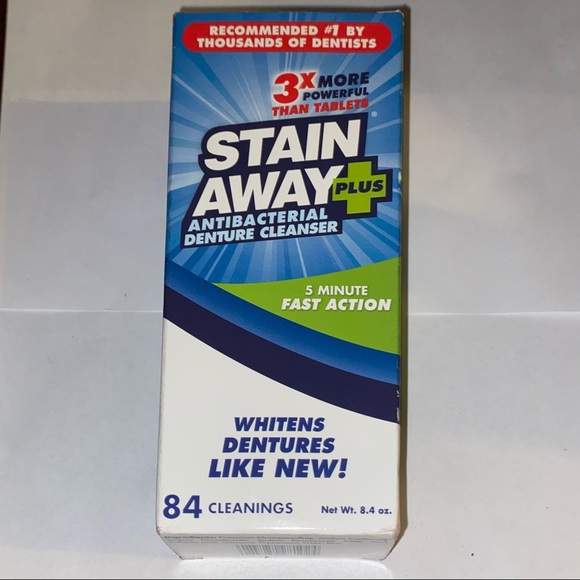 RECOMMENDED #1 BY
THOUSANDS OF DENTISTS
3X MORE
POWERFUL
THAN TABLETS
STAIN ®
AWAY PLUS
ANTIBACTERIAL
DENTURE CLEANSER
5 MINUTE
FAST ACTION
WHITENS
DENTURES
LIKE NEW!
84 CLEANINGS Net Wt. 8.4 oz.